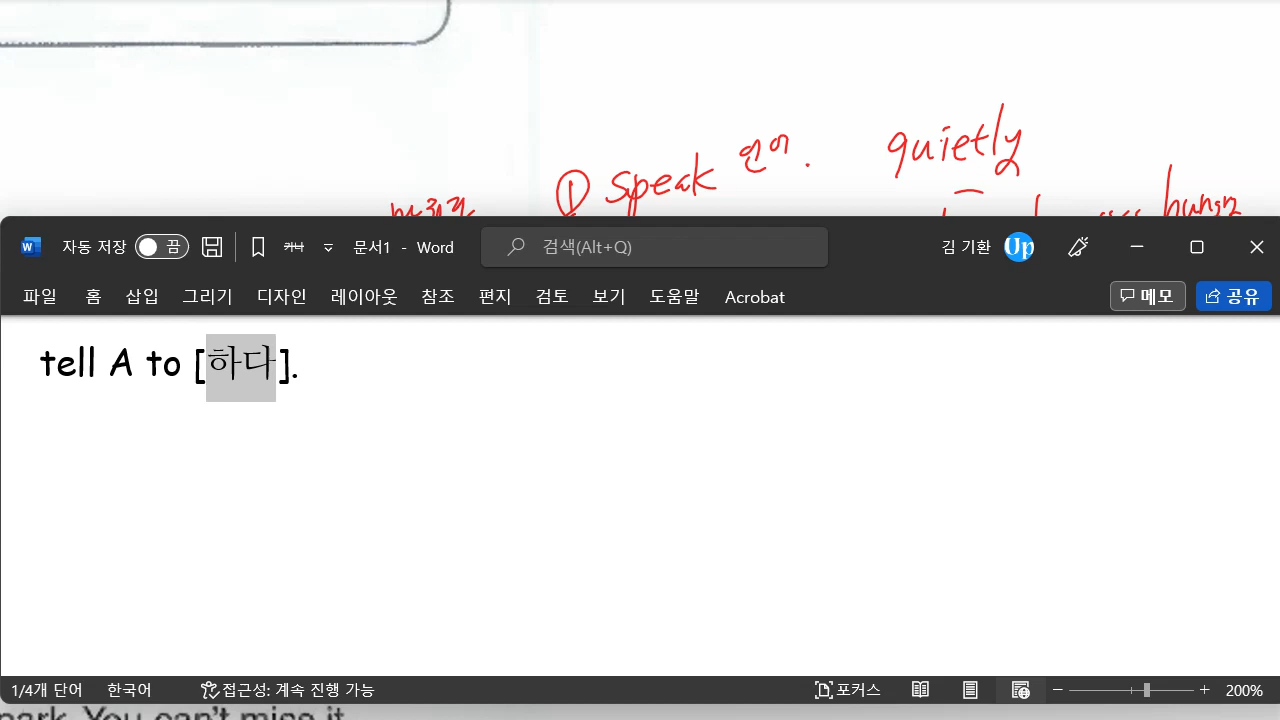 quietly
① speak 언어.
hungry
자동 저장 끔 가나 문서1 - Word 검색(Alt+Q) 김 기환 Up
파일 홈 삽입 그리기 디자인 레이아웃 참조 편지 검토 보기 도움말 Acrobat 메모 공유
tell A to [하다].
1/4개 단어 한국어 접근성: 계속 진행 가능 포커스 200%
park. You can't miss it